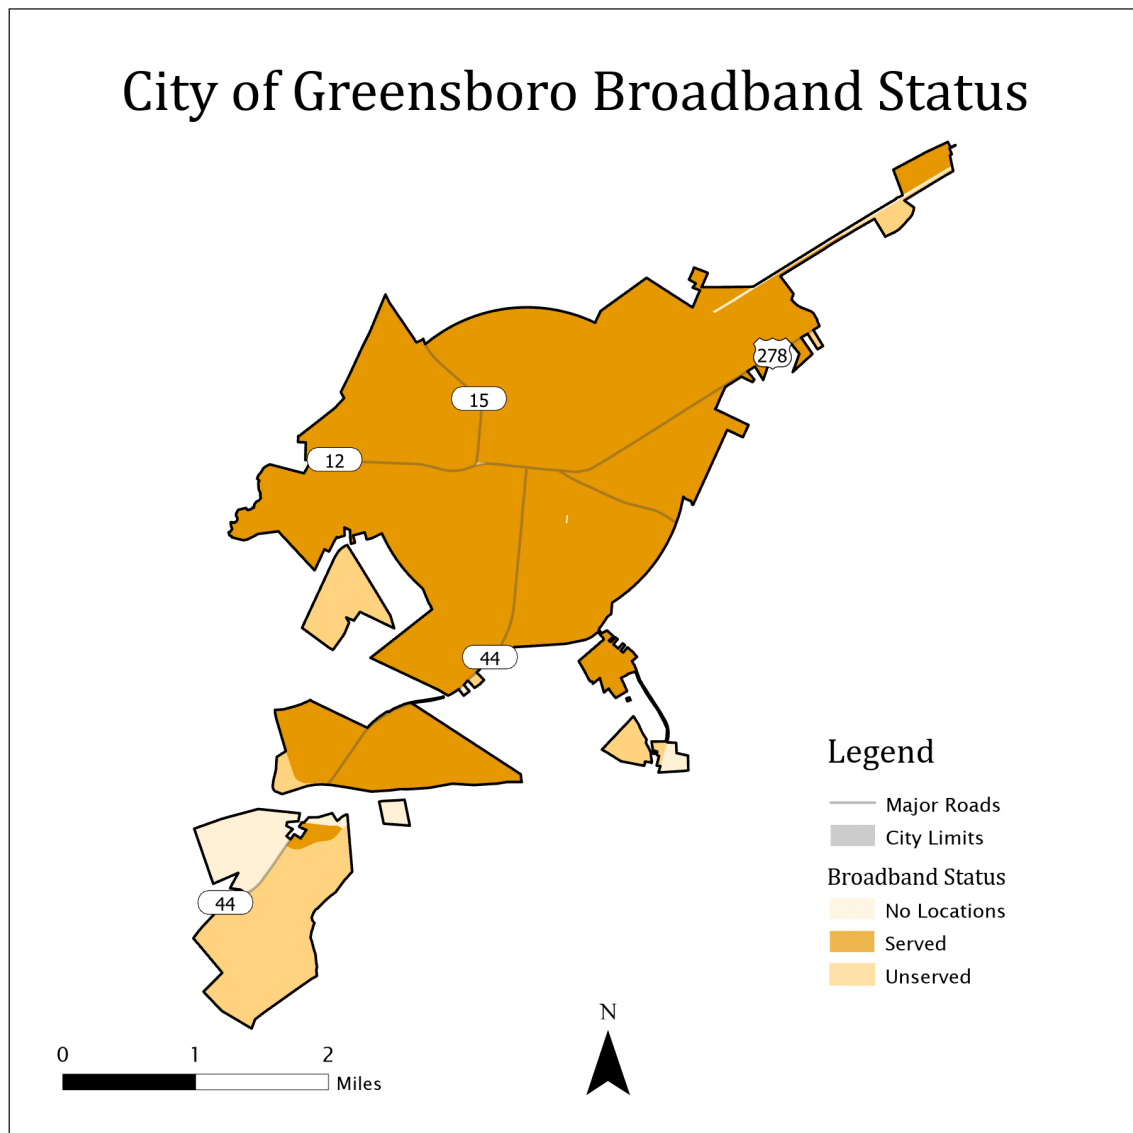 City of Greensboro Broadband Status
278
15
12
44
44
Legend
Major Roads
City Limits
Broadband Status
No Locations
Served
Unserved
N
0 1 2
Miles